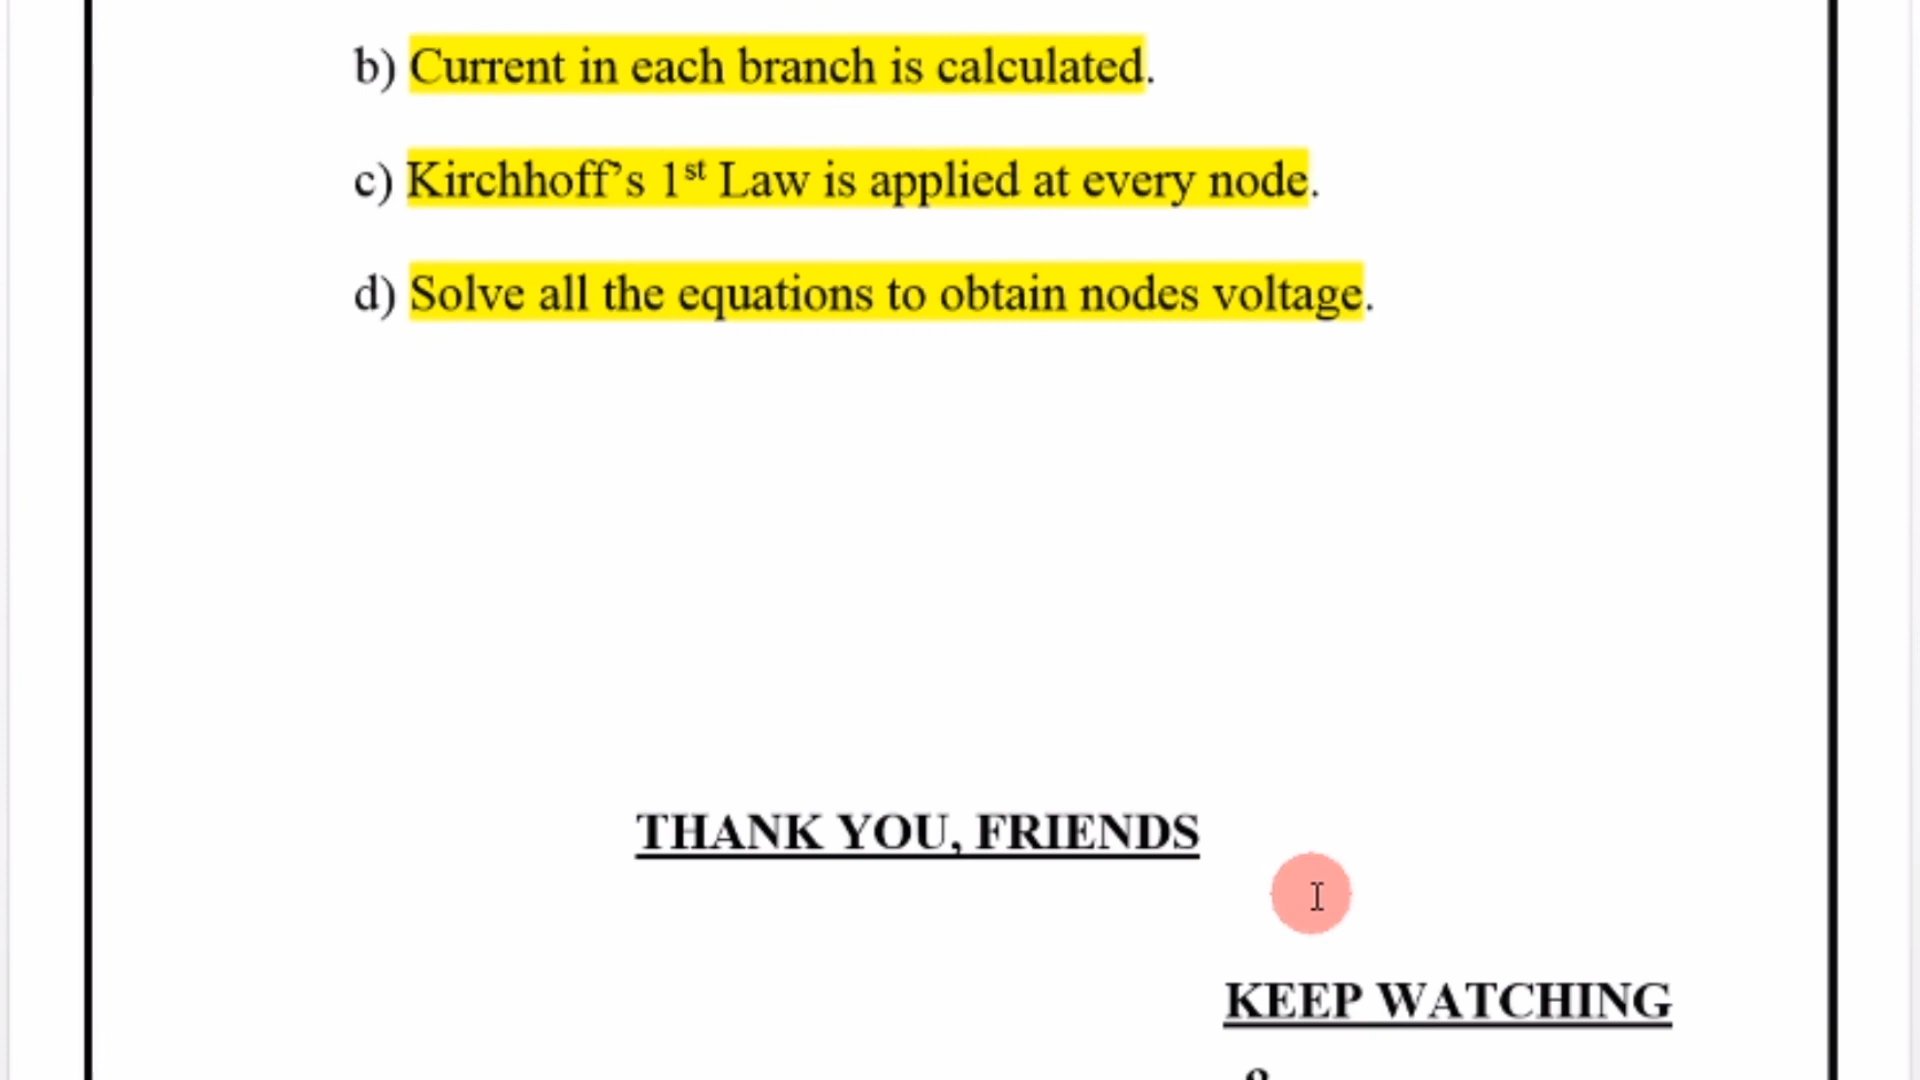 b) Current in each branch is calculated.
c) Kirchhoff’s 1st Law is applied at every node.
d) Solve all the equations to obtain nodes voltage.
THANK YOU, FRIENDS
KEEP WATCHING